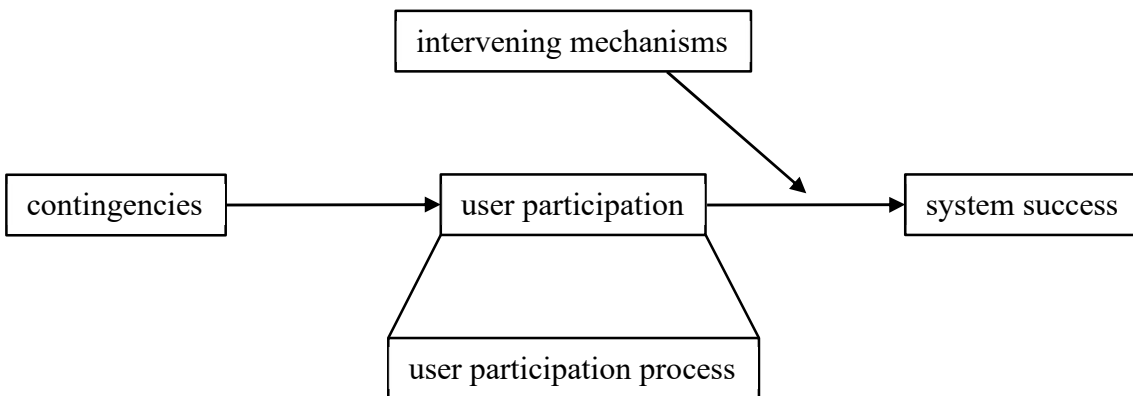 intervening mechanisms
contingencies
user participation
system success
user participation process